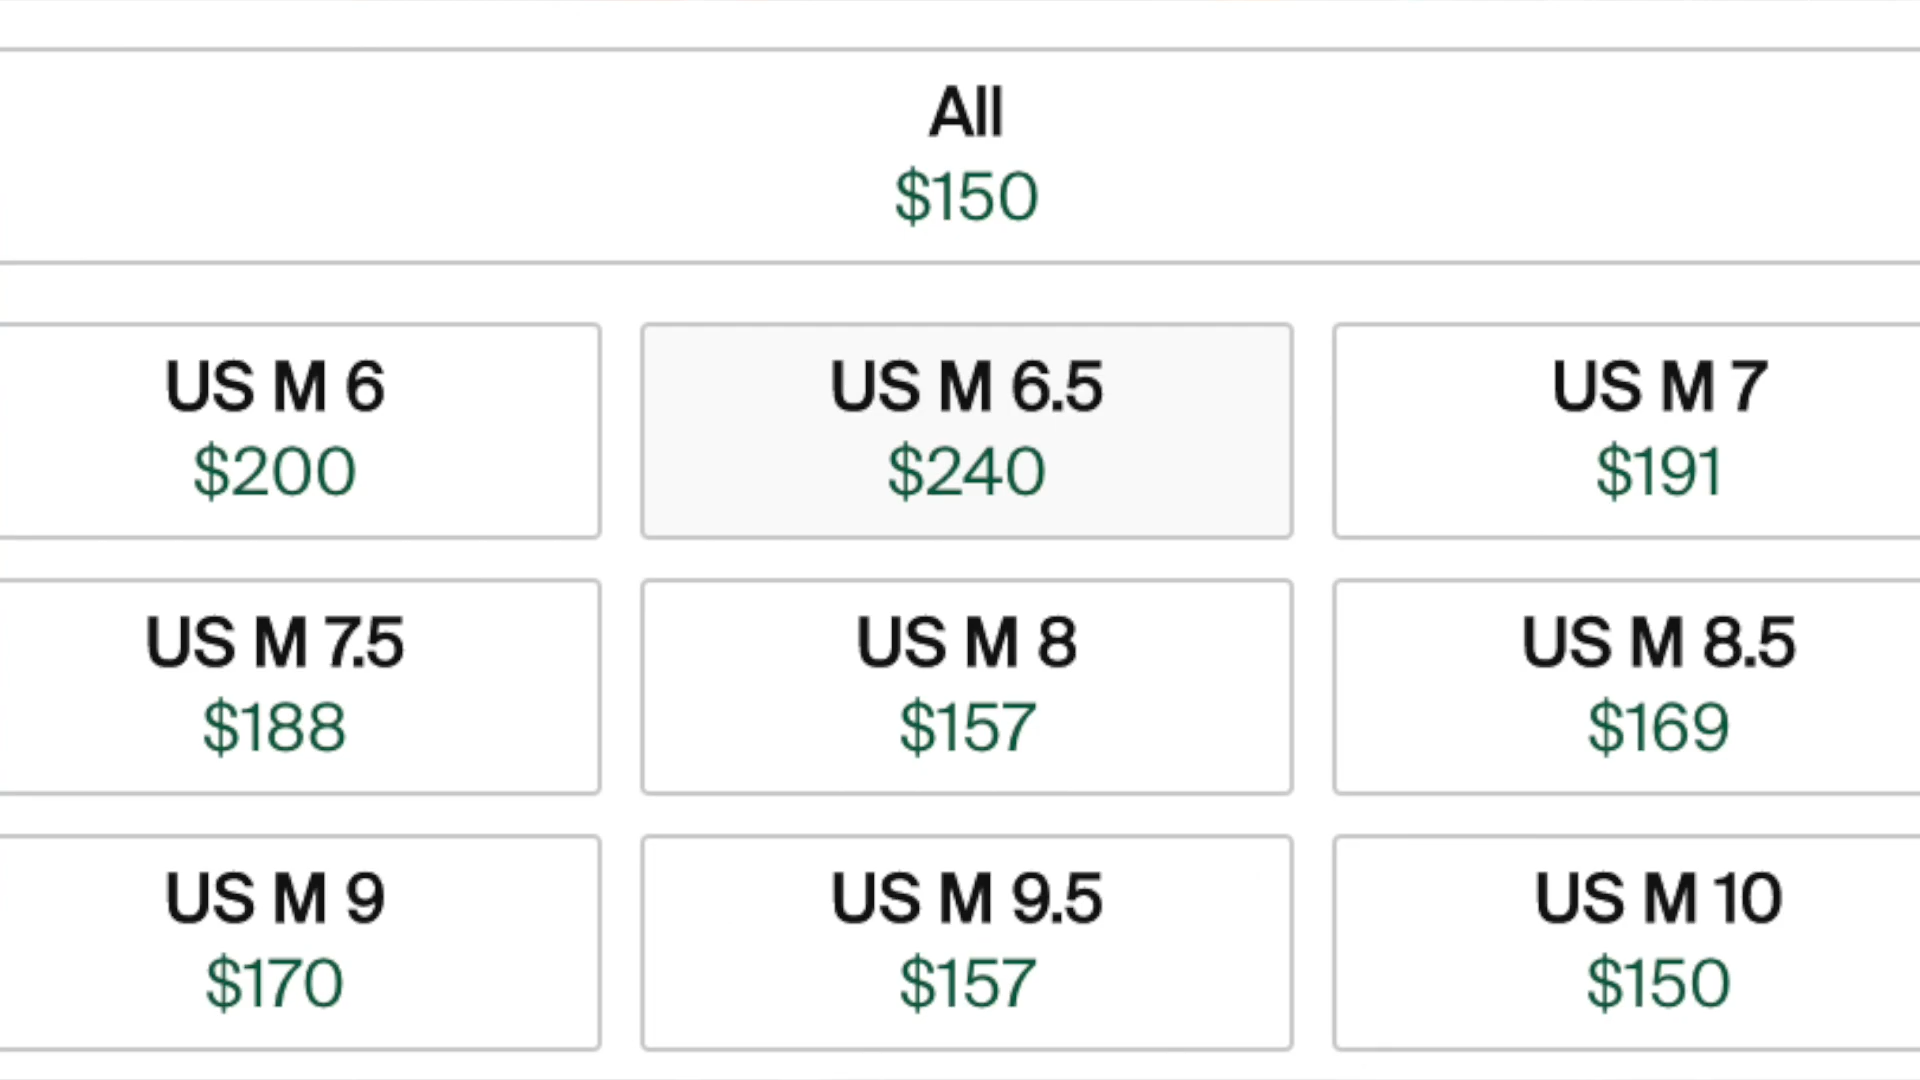 All
$150
US M 6
$200
US M 6.5
$240
US M 7
$191
US M 7.5
$188
US M 8
$157
US M 8.5
$169
US M 9
$170
US M 9.5
$157
US M 10
$150